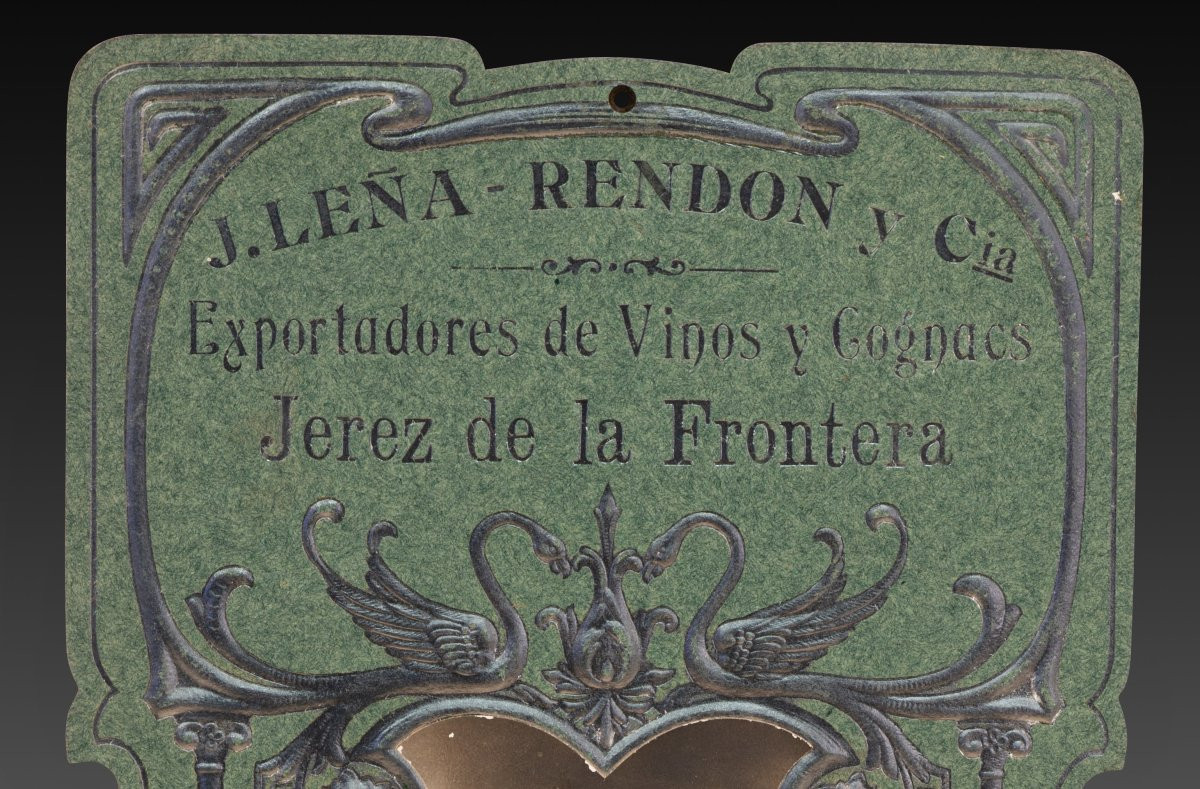 J. LEÑA - RENDON y Cia
Exportadores de Vinos y Cognacs
Jerez de la Frontera